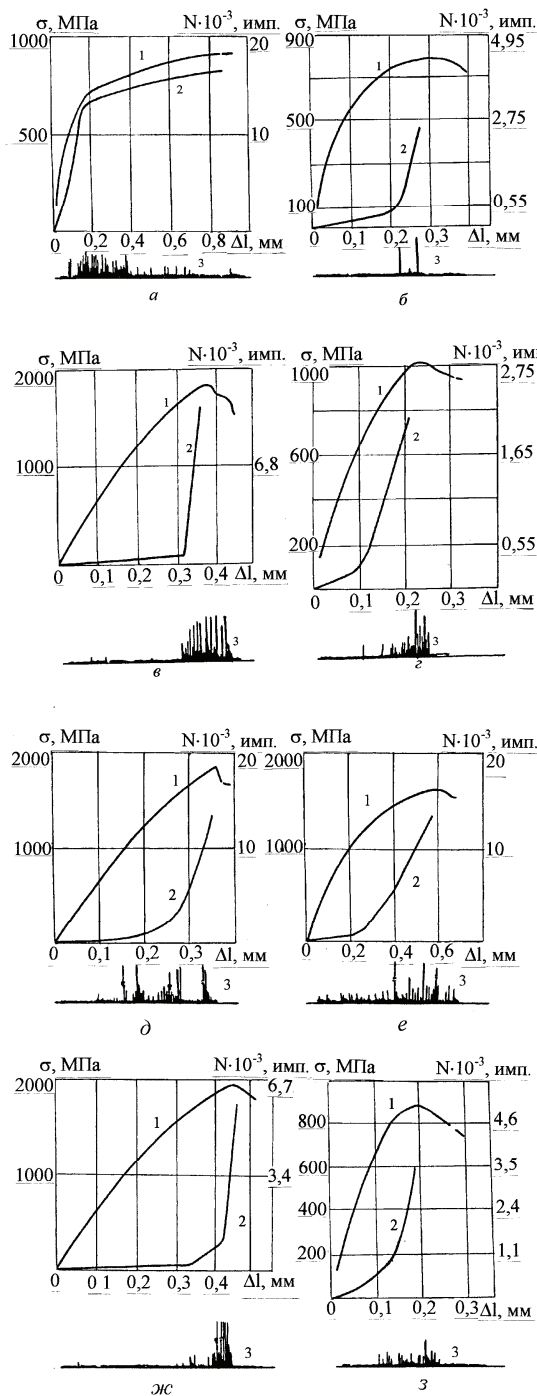 σ, МПа N·10⁻³, имп.
1000 20
1
2
500 10
0 0,2 0,4 0,6 0,8 Δl, мм
3
а
σ, МПа N·10⁻³, имп.
900 4,95
1
500 2,75
2
100 0,55
0 0,1 0,2 0,3 Δl, мм
3
б
σ, МПа N·10⁻³, имп.
2000
1
2
1000 6,8
0 0,1 0,2 0,3 0,4 Δl, мм
3
в
σ, МПа N·10⁻³, им
1000 2,75
1
2
600 1,65
200 0,55
0 0,1 0,2 0,3 Δl, мм
3
г
σ, МПа N·10⁻³, имп.
2000 20
1
1000 10
2
0 0,1 0,2 0,3 Δl, мм
3
д
σ, МПа N·10⁻³, имп.
2000 20
1
1000 10
2
0 0,2 0,4 0,6 Δl, мм
3
е
σ, МПа N·10⁻³, имп.
2000 6,7
1
1000 3,4
2
0 0,1 0,2 0,3 0,4 Δl, мм
3
ж
σ, МПа N·10⁻³, имп.
1
800 4,6
600 3,5
400 2,4
2
200 1,1
0 0,1 0,2 0,3 Δl, мм
3
з